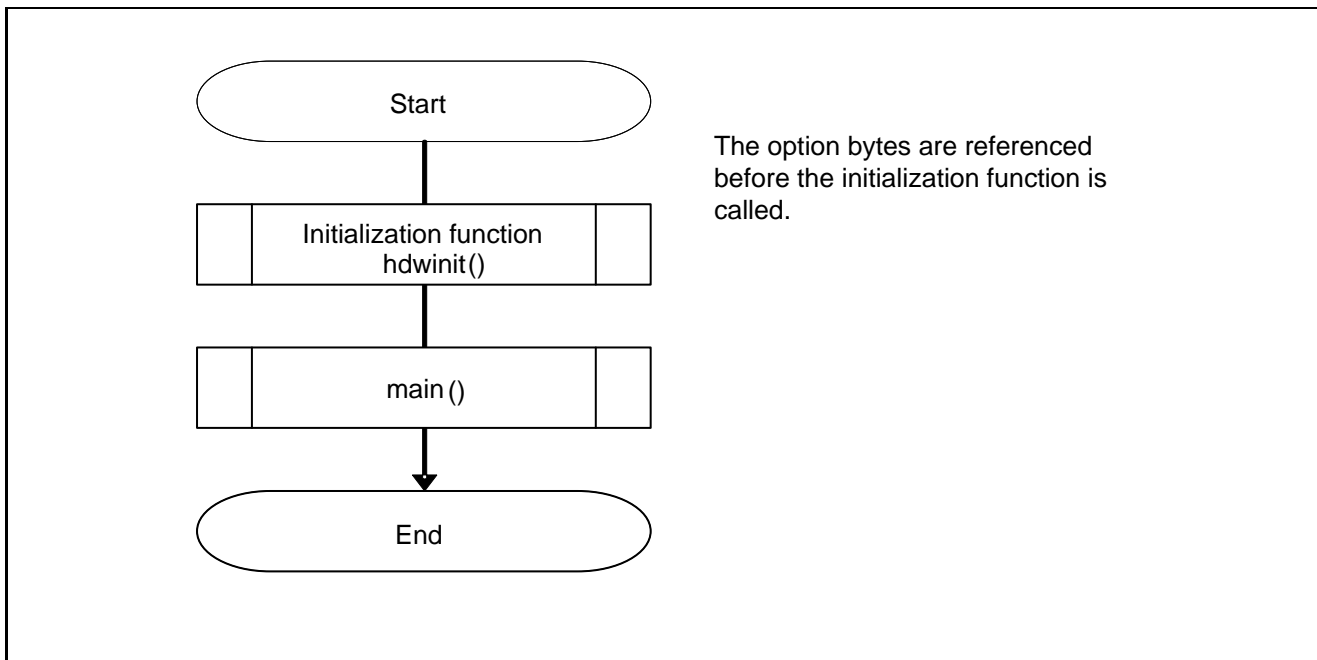 Start
The option bytes are referenced
before the initialization function is
called.
Initialization function
hdwinit()
main()
End